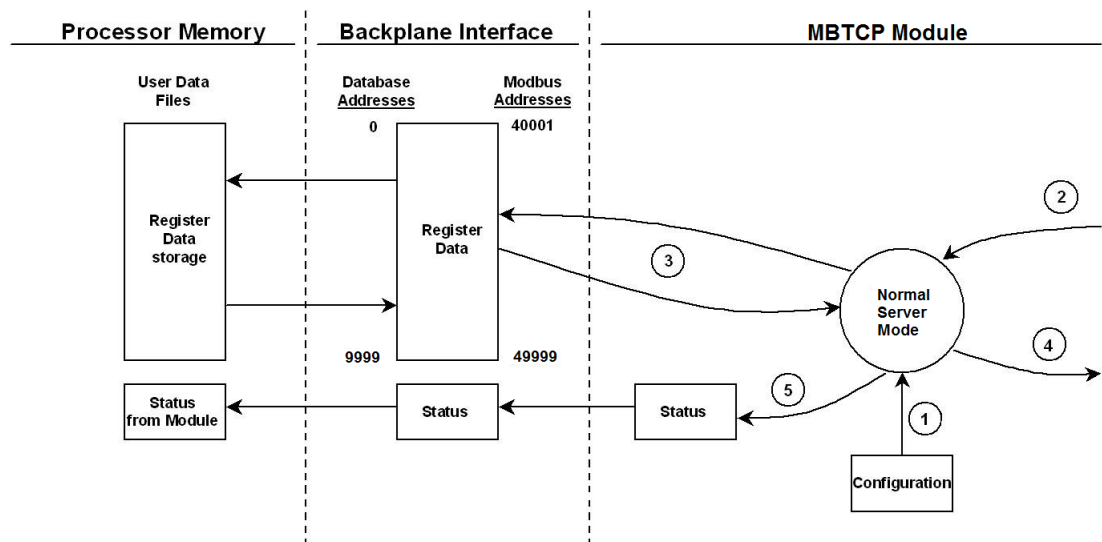 Processor Memory
Backplane Interface
MBTCP Module
User Data
Files
Database
Addresses
Modbus
Addresses
0
40001
2
Register
Data
storage
Register
Data
3
Normal
Server
Mode
4
9999
49999
5
Status
from Module
Status
Status
1
Configuration